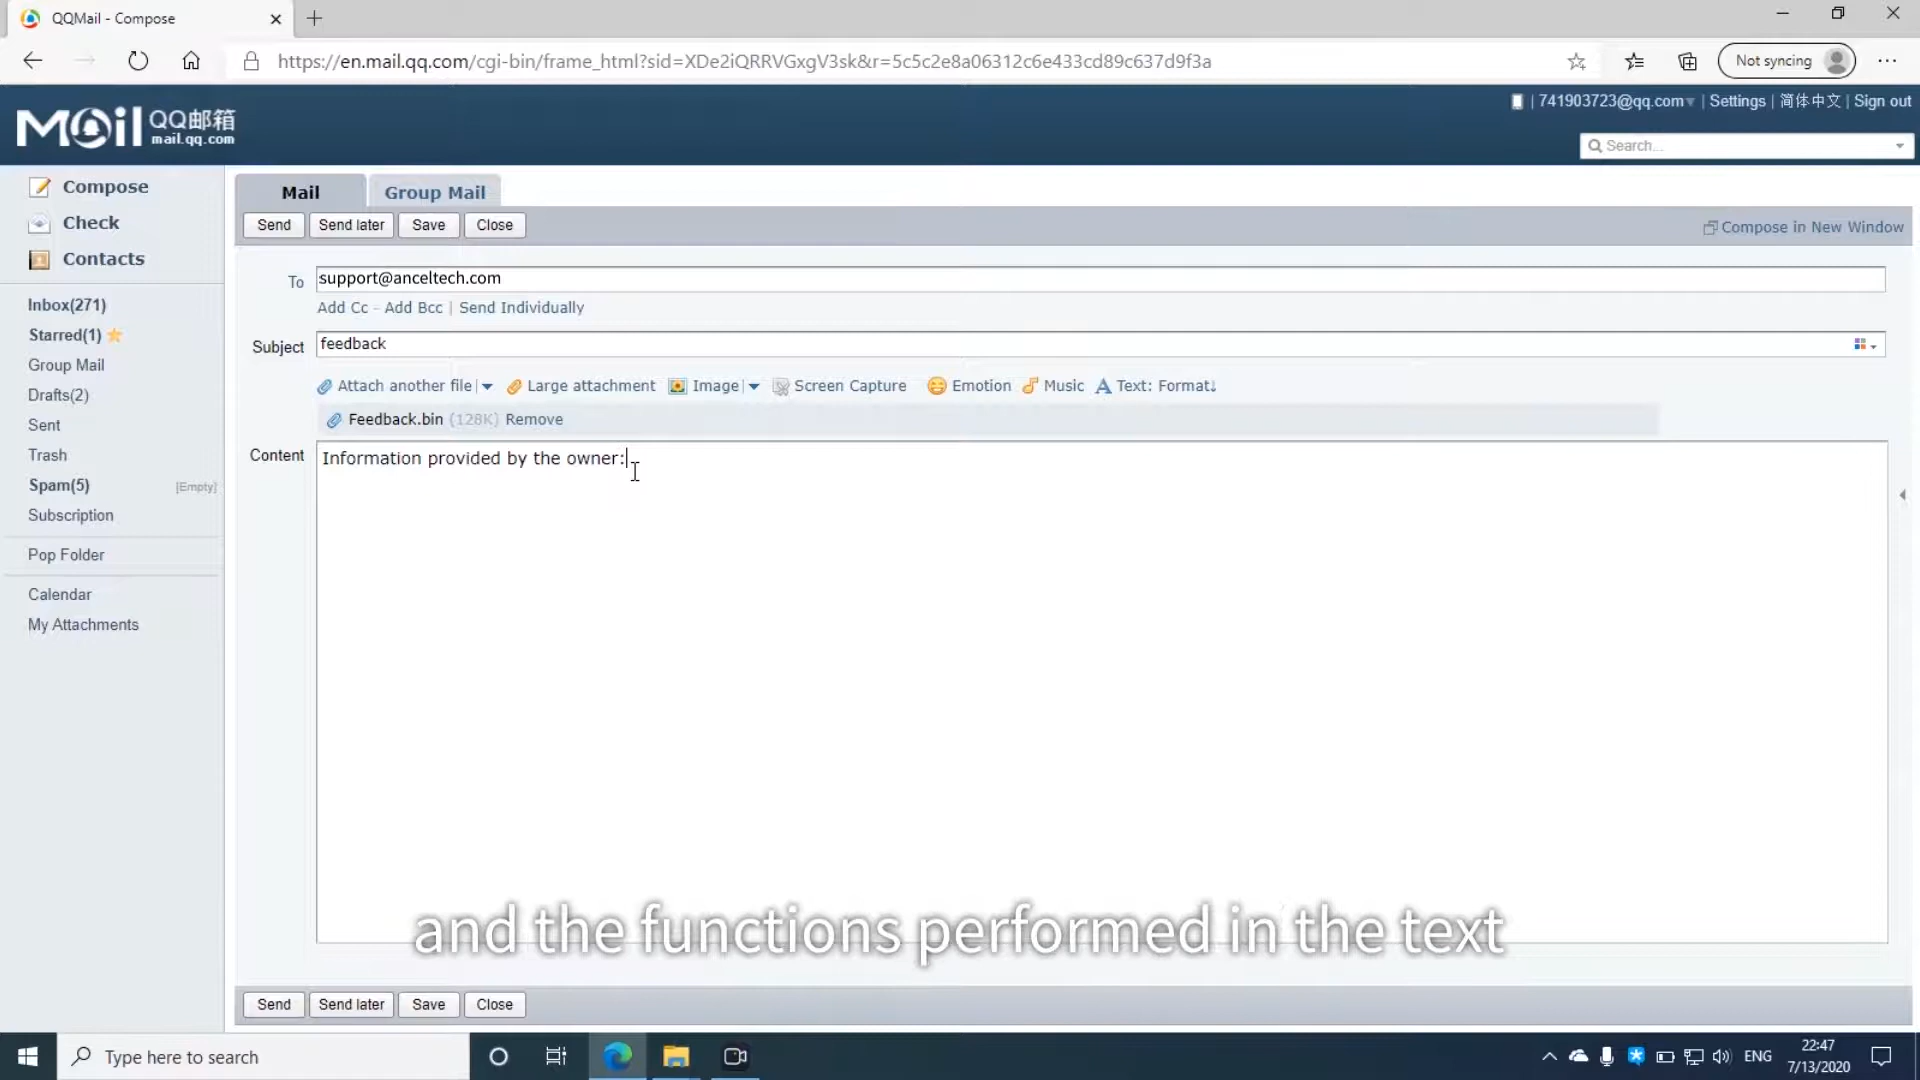 QQMail - Compose
https://en.mail.qq.com/cgi-bin/frame_html?sid=XDe2iQRRVGxgV3sk&r=5c5c2e8a06312c6e433cd89c637d9f3a
Not syncing
Mail QQ邮箱
mail.qq.com
| 741903723@qq.com | Settings | 简体中文 | Sign out
Search...
Compose
Check
Contacts
Inbox(271)
Starred(1)
Group Mail
Drafts(2)
Sent
Trash
Spam(5) [Empty]
Subscription
Pop Folder
Calendar
My Attachments
Mail Group Mail
Send Send later Save Close
Compose in New Window
To support@anceltech.com
Add Cc - Add Bcc | Send Individually
Subject feedback
Attach another file | Large attachment Image | Screen Capture Emotion Music Text: Format↓
Feedback.bin (128K) Remove
Content Information provided by the owner:
and the functions performed in the text
Send Send later Save Close
Type here to search
ENG
22:47
7/13/2020